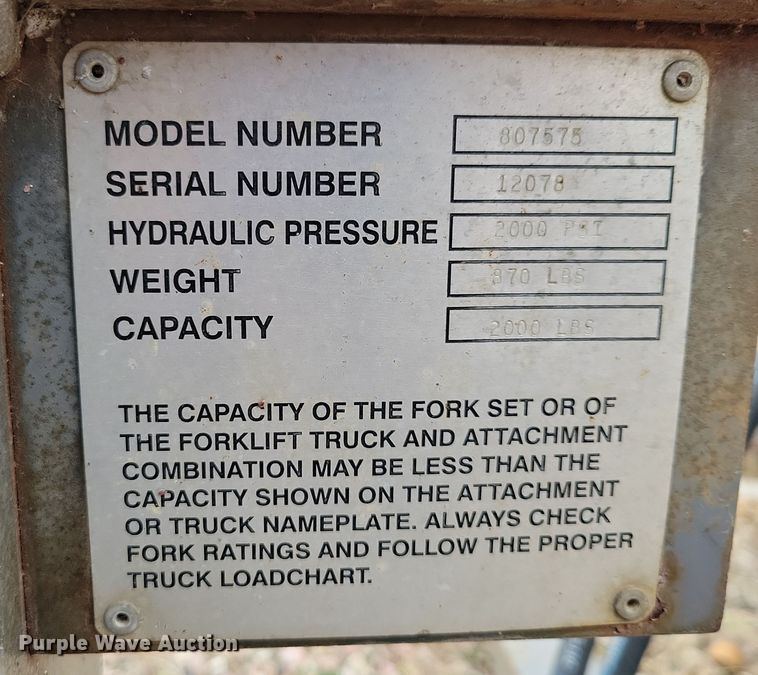 MODEL NUMBER 807575
SERIAL NUMBER 12078
HYDRAULIC PRESSURE 2000 PSI
WEIGHT 870 LBS
CAPACITY 2000 LBS
THE CAPACITY OF THE FORK SET OR OF
THE FORKLIFT TRUCK AND ATTACHMENT
COMBINATION MAY BE LESS THAN THE
CAPACITY SHOWN ON THE ATTACHMENT
OR TRUCK NAMEPLATE. ALWAYS CHECK
FORK RATINGS AND FOLLOW THE PROPER
TRUCK LOADCHART.
Purple Wave Auction